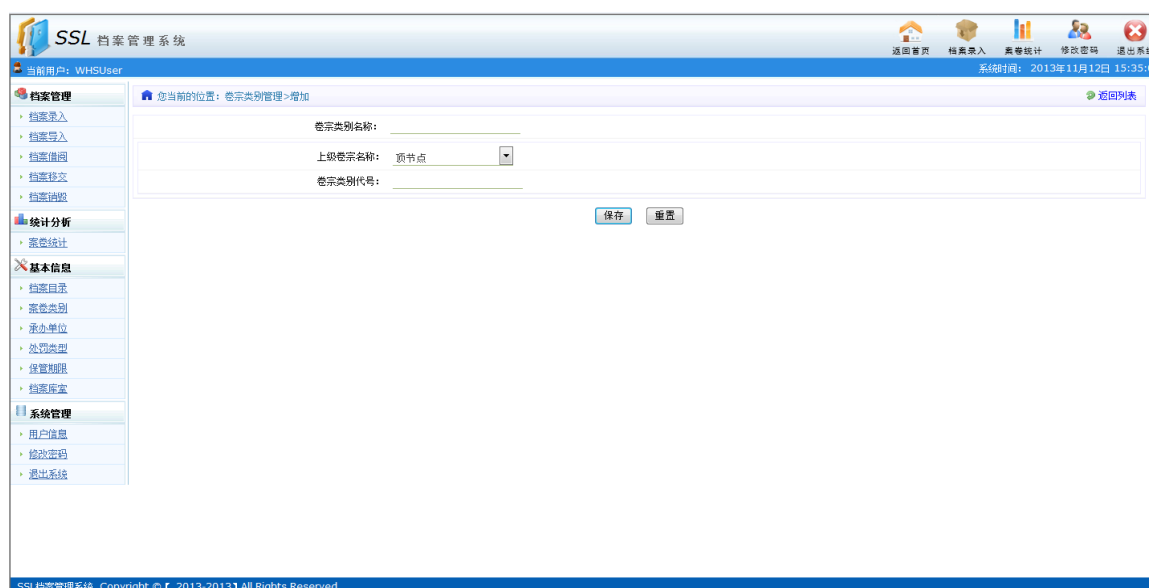 SSL 档案管理系统
返回首页 档案录入 案卷统计 修改密码 退出系统
当前用户：WHSUser
系统时间： 2013年11月12日 15:35:
档案管理
您当前的位置：卷宗类别管理>增加
返回列表
档案录入
档案导入
档案借阅
档案移交
档案销毁
卷宗类别名称：
上级卷宗名称： 顶节点
卷宗类别代号：
保存 重置
统计分析
案卷统计
基本信息
档案目录
案卷类别
承办单位
处罚类型
保管期限
档案库室
系统管理
用户信息
修改密码
退出系统
SSL档案管理系统 Copyright © 【 2013-2013】All Rights Reserved